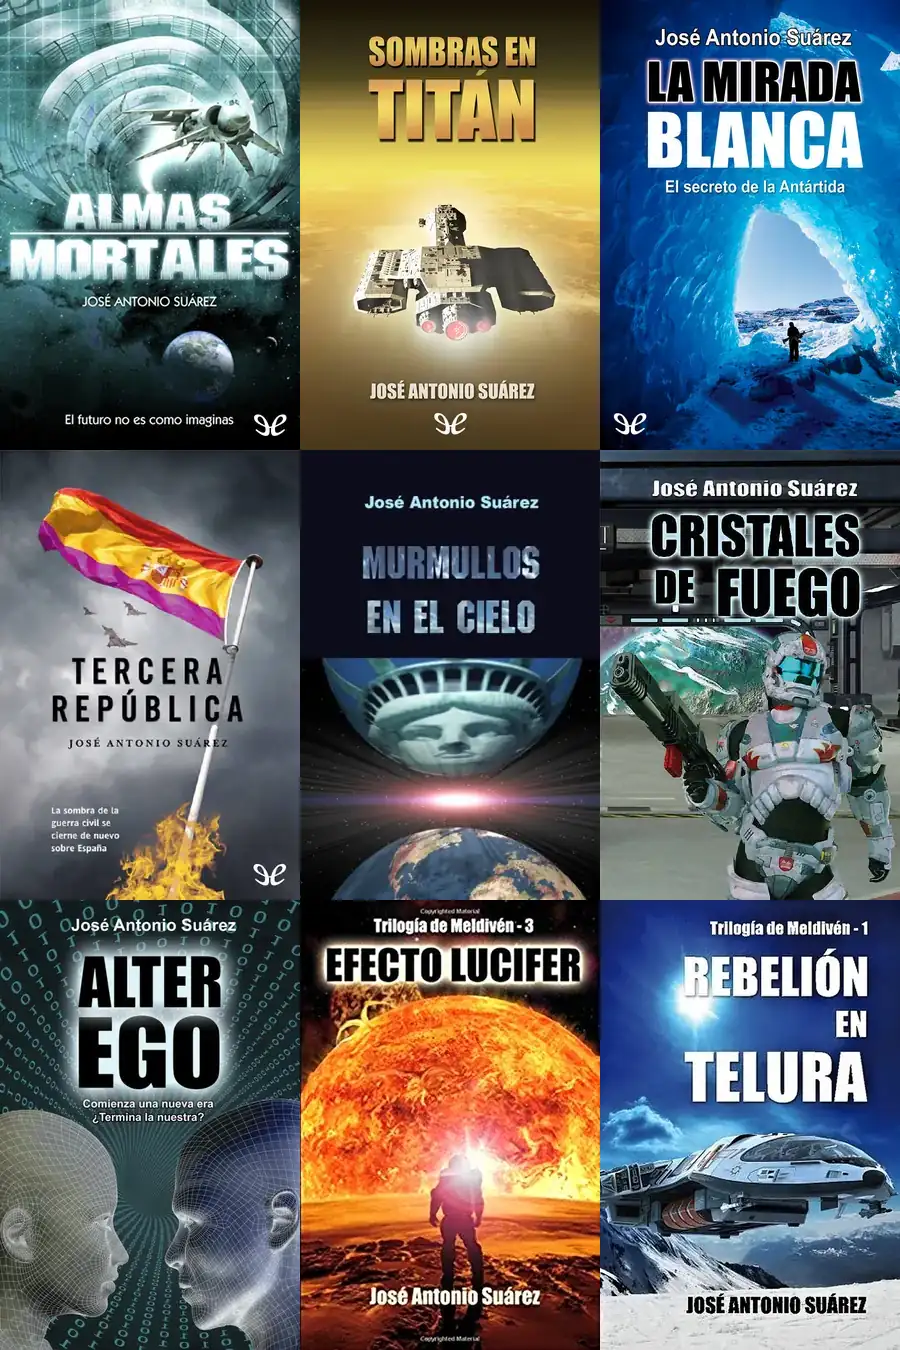 ALMAS
MORTALES
JOSÉ ANTONIO SUÁREZ
El futuro no es como imaginas
SOMBRAS EN
TITÁN
JOSÉ ANTONIO SUÁREZ
José Antonio Suárez
LA MIRADA
BLANCA
El secreto de la Antártida
TERCERA
REPÚBLICA
JOSÉ ANTONIO SUÁREZ
La sombra de la
guerra civil se
cierne de nuevo
sobre España
José Antonio Suárez
MURMULLOS
EN EL CIELO
José Antonio Suárez
CRISTALES
DE FUEGO
José Antonio Suárez
ALTER
EGO
Comienza una nueva era
¿Termina la nuestra?
Copyrighted Material
Trilogía de Meldivén - 3
EFECTO LUCIFER
José Antonio Suárez
Copyrighted Material
Trilogía de Meldivén - 1
REBELIÓN
EN
TELURA
JOSÉ ANTONIO SUÁREZ